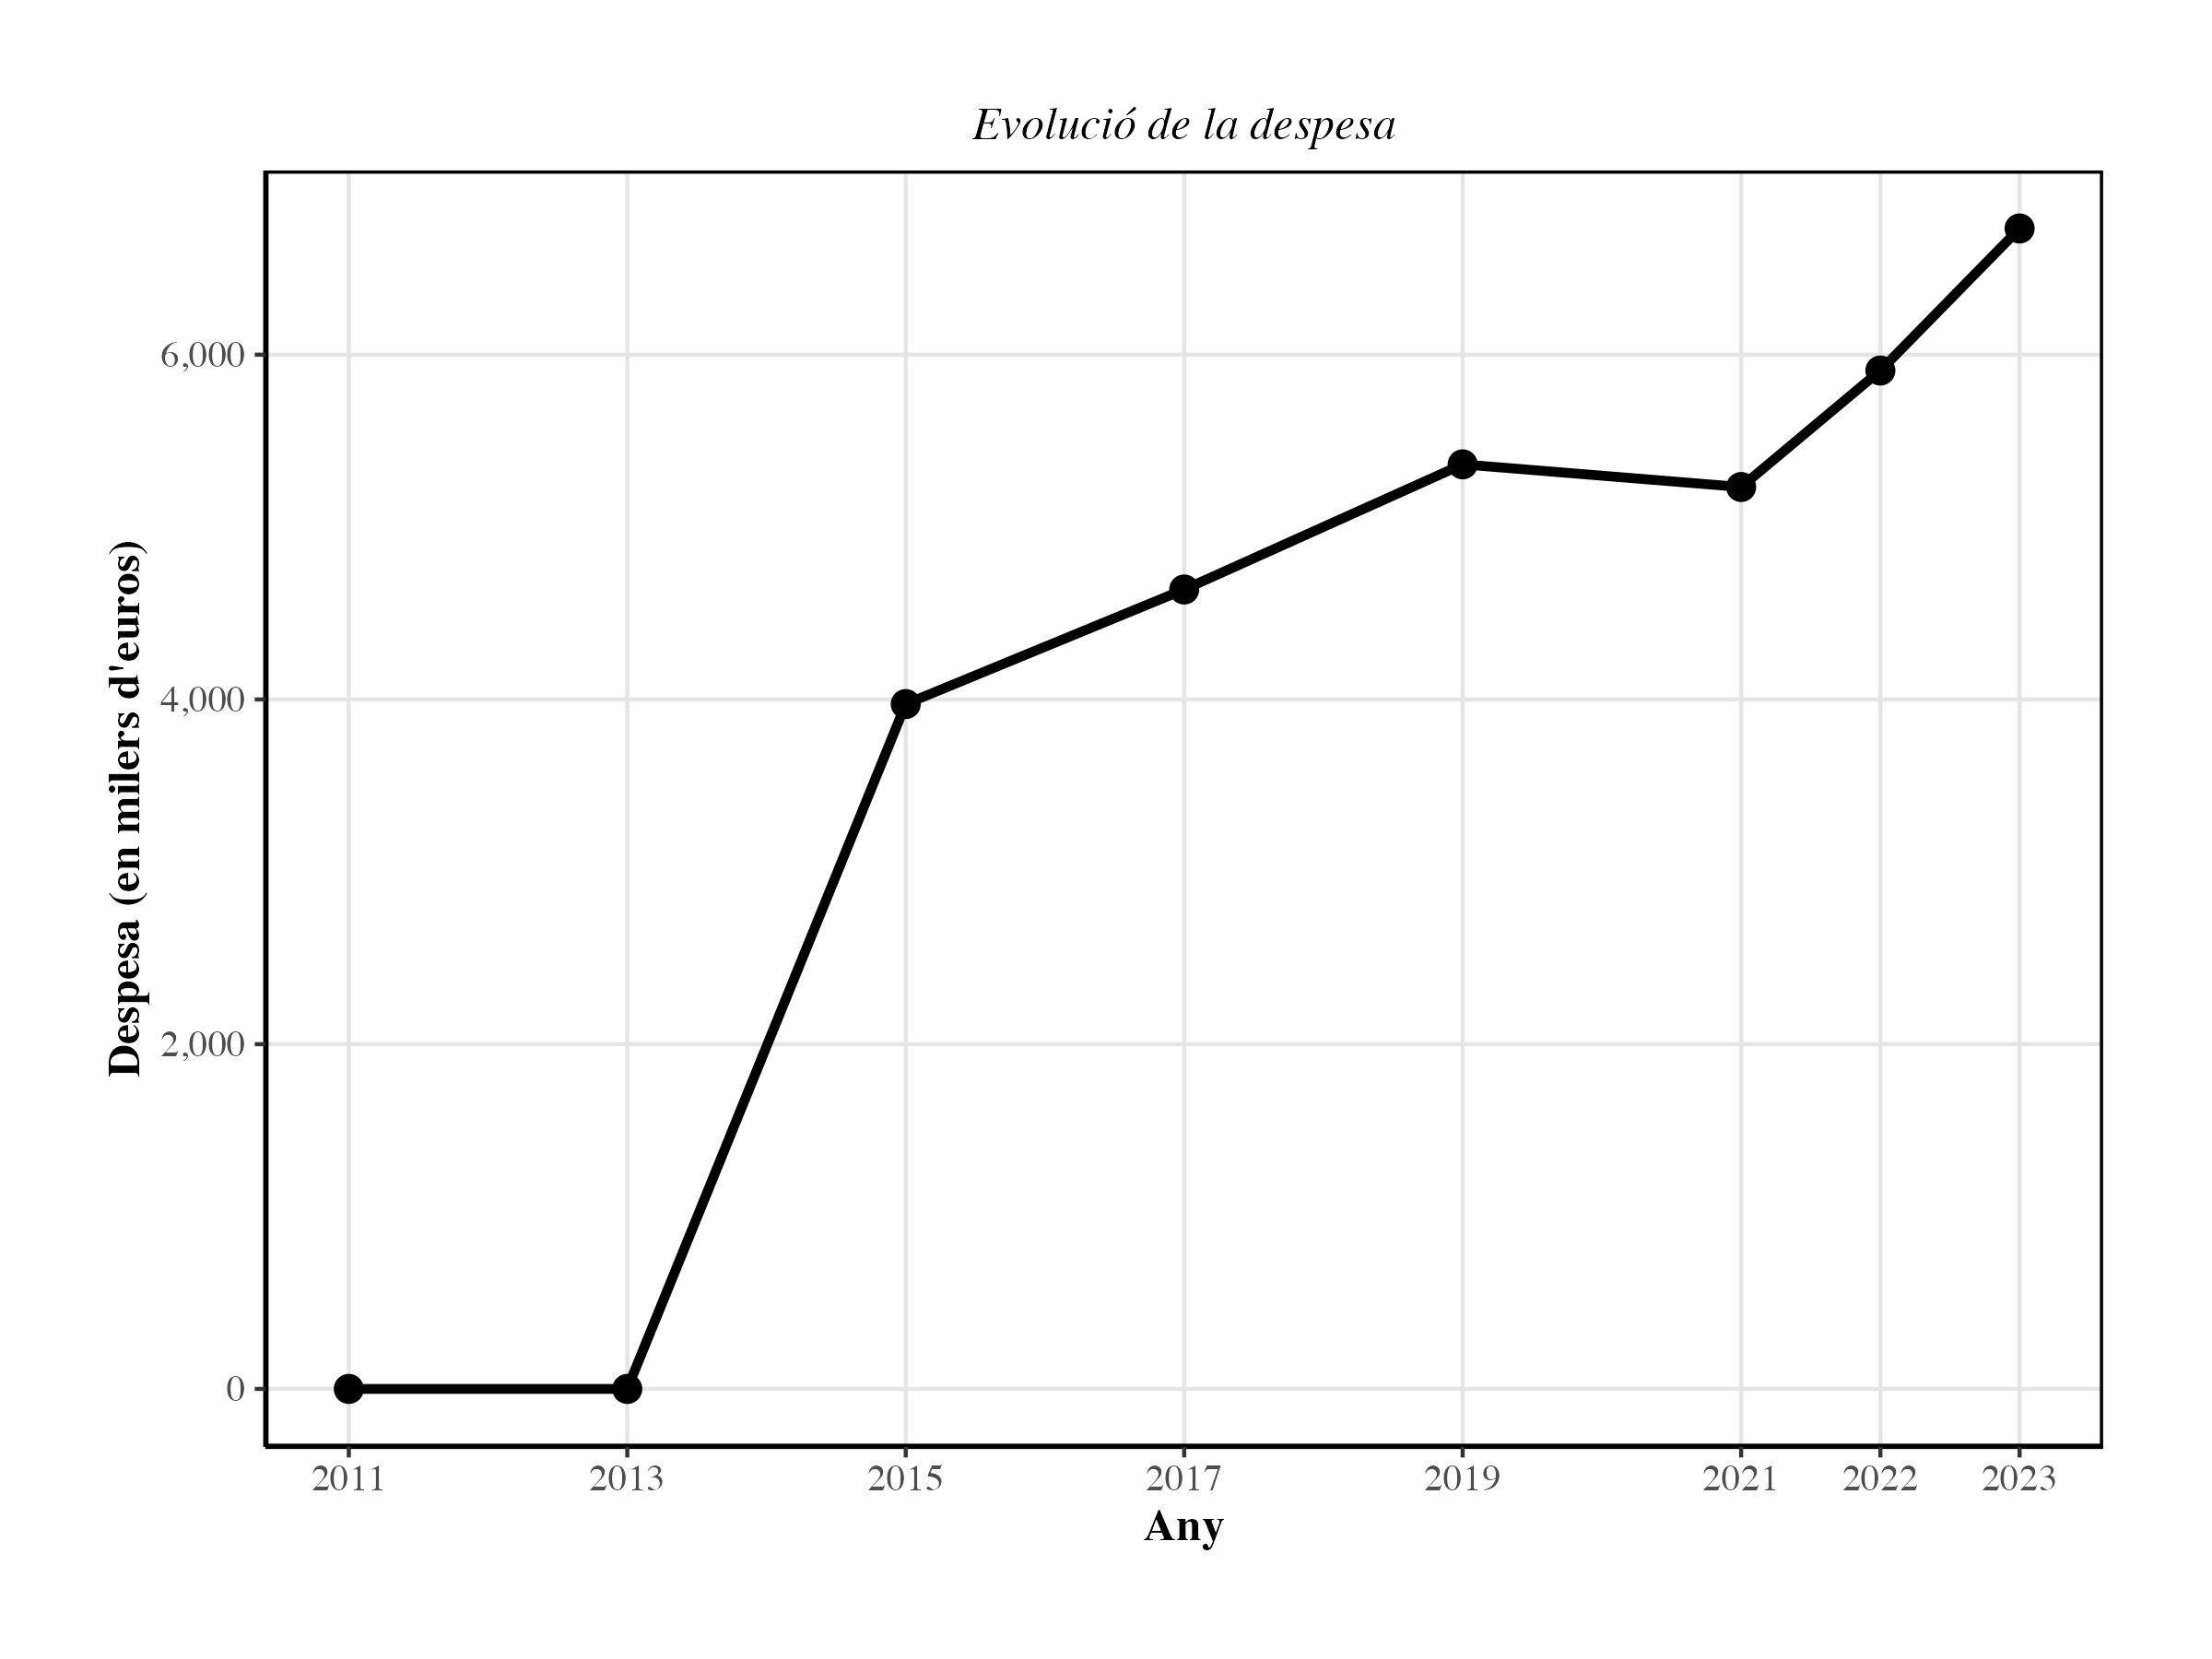 Evolució de la despesa
Despesa (en milers d'euros)
6,000
4,000
2,000
0
2011 2013 2015 2017 2019 2021 2022 2023
Any